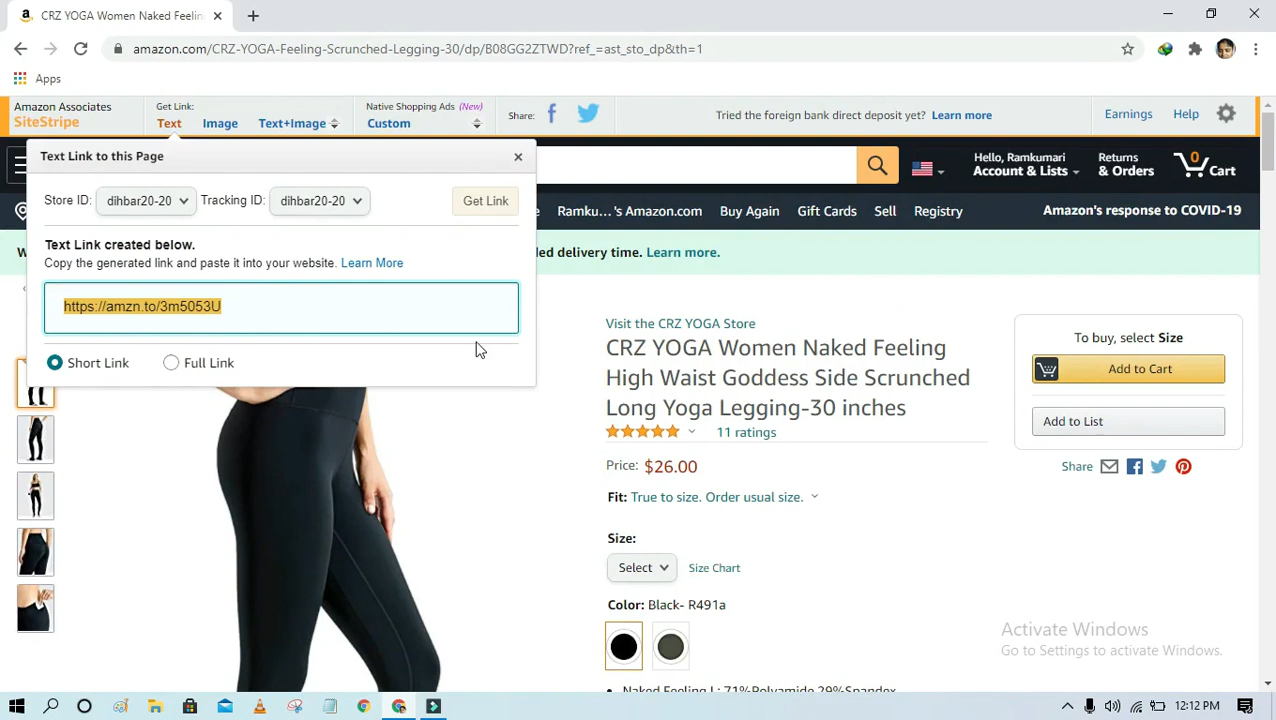 CRZ YOGA Women Naked Feelin
amazon.com/CRZ-YOGA-Feeling-Scrunched-Legging-30/dp/B08GG2ZTWD?ref_=ast_sto_dp&th=1
Apps
Amazon Associates
SiteStripe
Get Link:
Text Image Text+Image
Native Shopping Ads (New)
Custom
Share:
Tried the foreign bank direct deposit yet? Learn more
Earnings Help
Text Link to this Page
Hello, Ramkumari
Account & Lists
Returns
& Orders
Cart
Store ID: dihbar20-20 Tracking ID: dihbar20-20 Get Link
Ramku...'s Amazon.com Buy Again Gift Cards Sell Registry
Amazon's response to COVID-19
Text Link created below.
Copy the generated link and paste it into your website. Learn More
ded delivery time. Learn more.
https://amzn.to/3m5053U
Short Link Full Link
Visit the CRZ YOGA Store
CRZ YOGA Women Naked Feeling
High Waist Goddess Side Scrunched
Long Yoga Legging-30 inches
11 ratings
Price: $26.00
Fit: True to size. Order usual size.
Size:
Select Size Chart
Color: Black- R491a
Naked Feeling I: 71%Polyamide 29%Spandex
To buy, select Size
Add to Cart
Add to List
Share
Activate Windows
Go to Settings to activate Windows.
12:12 PM